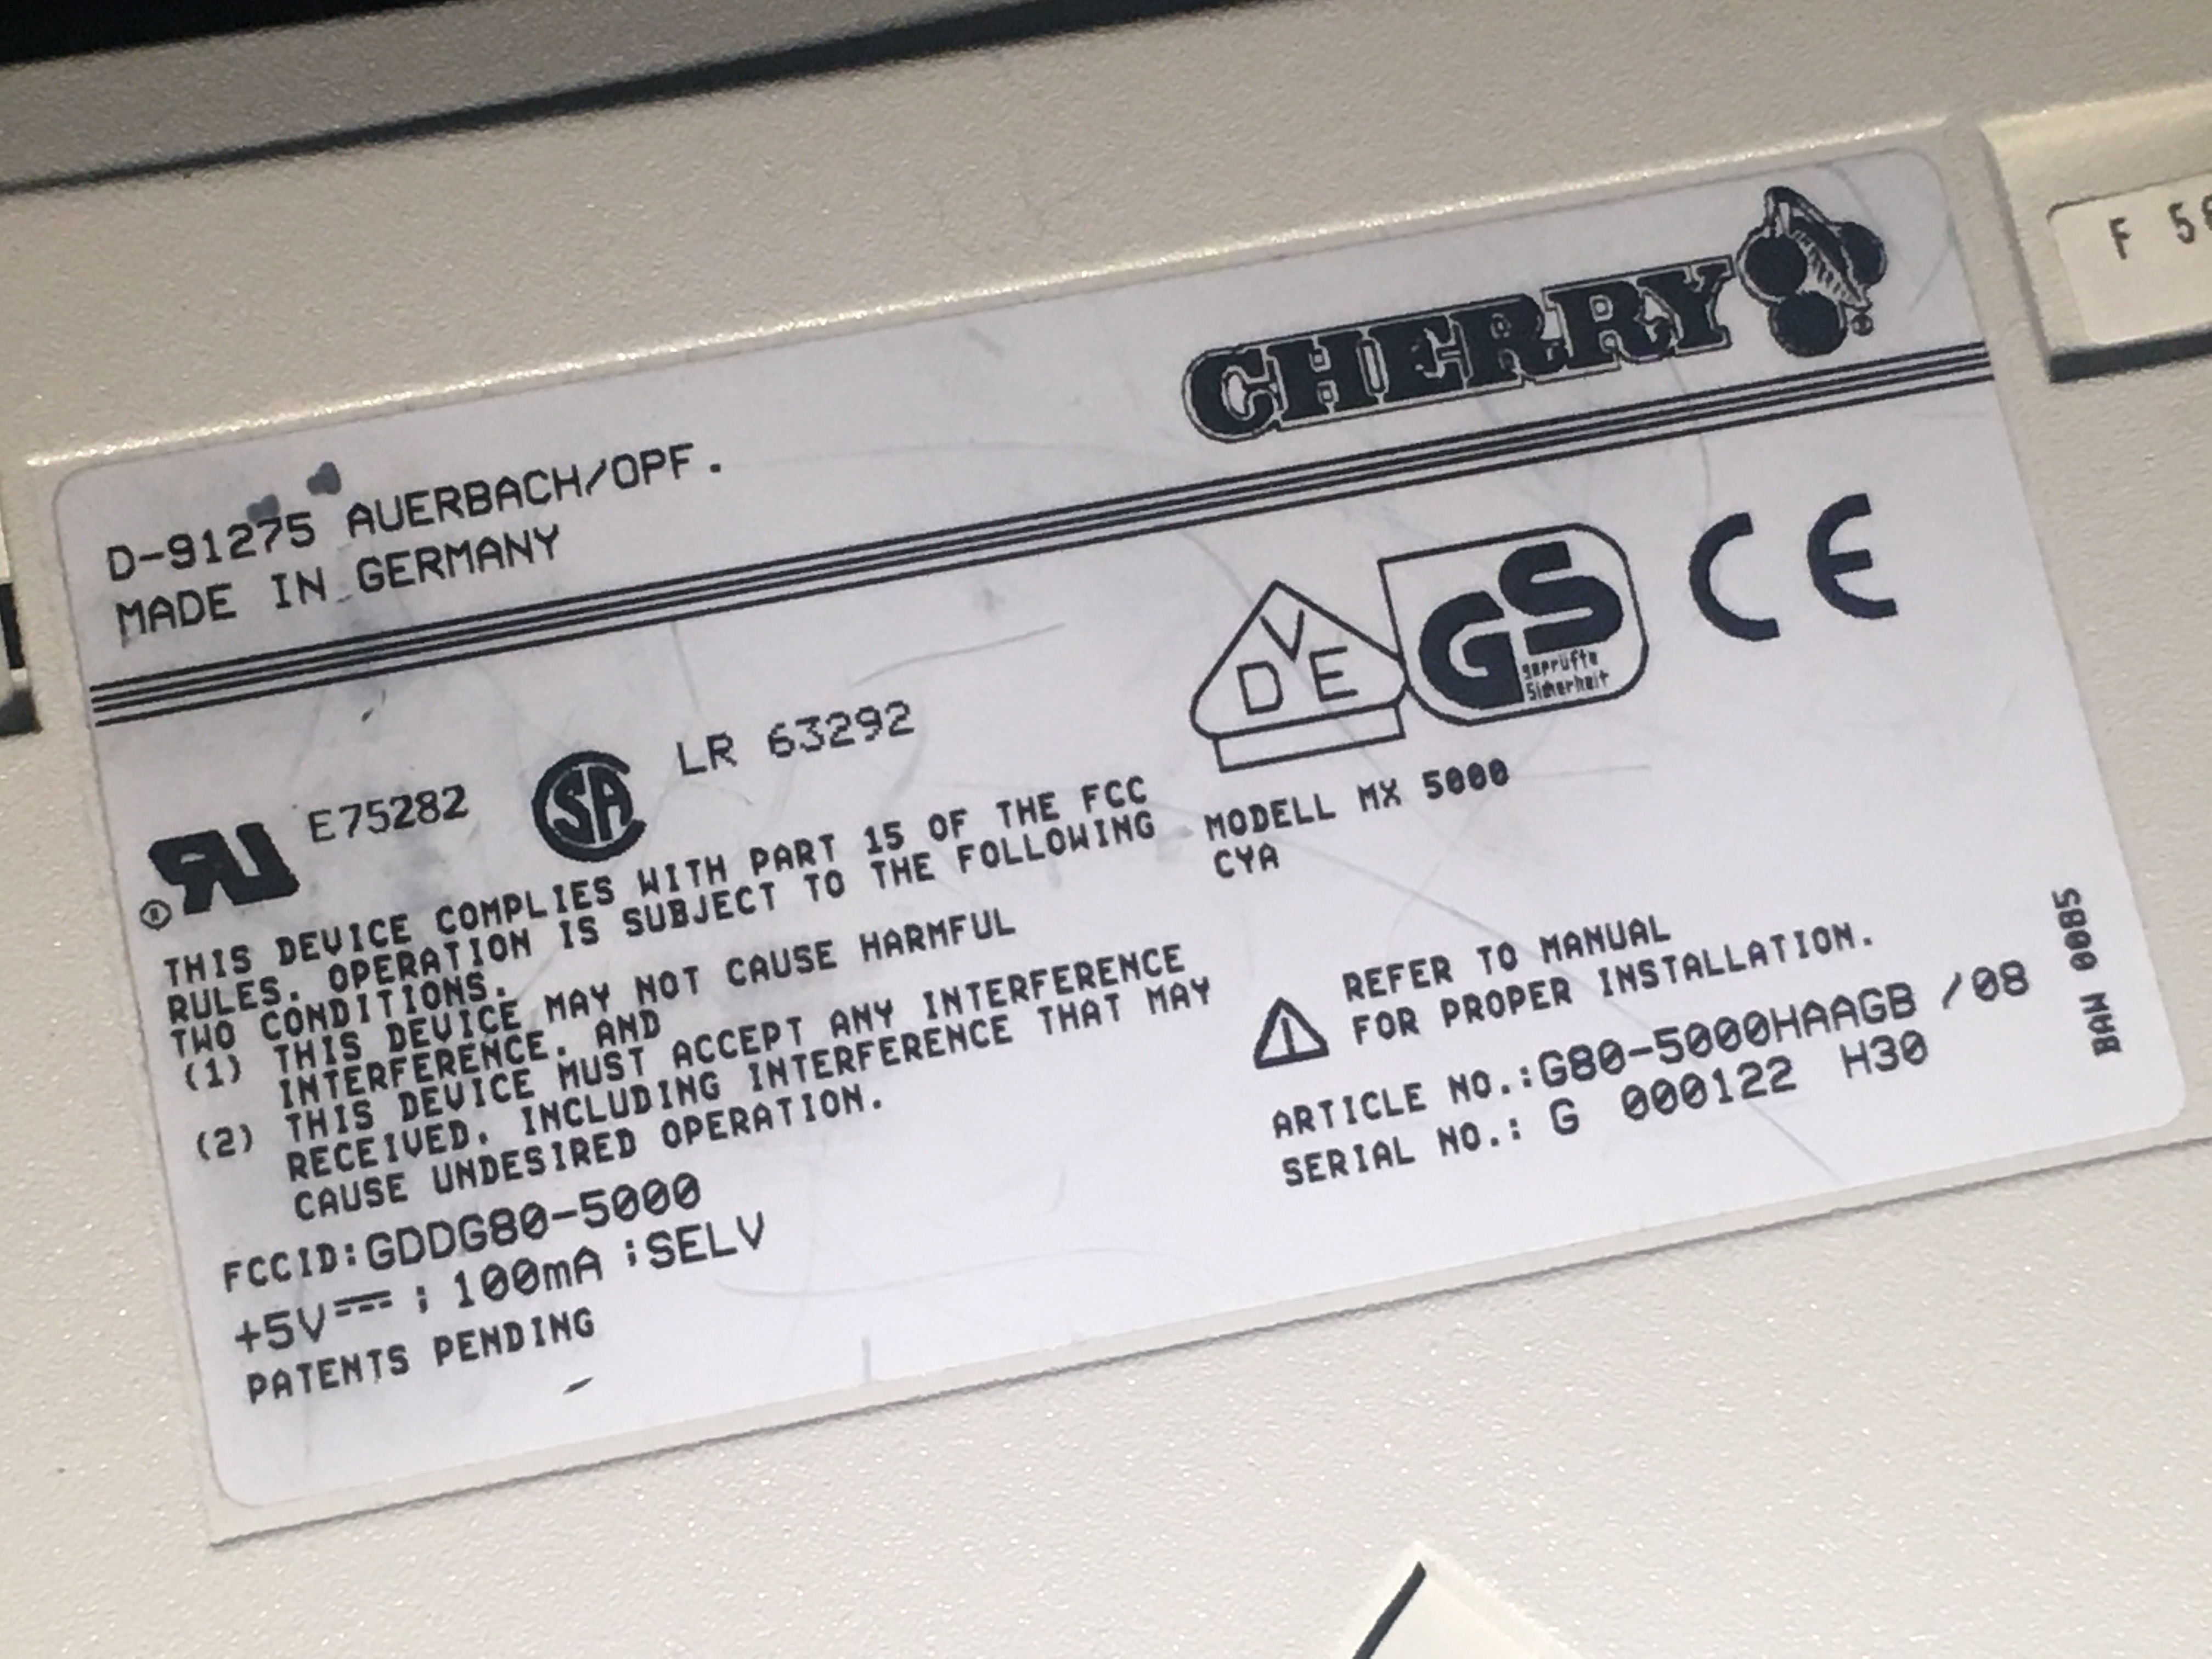 CHERRY
®
F 5
D-91275 AUERBACH/OPF.
MADE IN GERMANY
E75282
SA
LR 63292
VDE
GS
geprüfte
Sicherheit
CE
®
THIS DEVICE COMPLIES WITH PART 15 OF THE FCC
RULES. OPERATION IS SUBJECT TO THE FOLLOWING
TWO CONDITIONS.
(1) THIS DEVICE MAY NOT CAUSE HARMFUL
INTERFERENCE, AND
(2) THIS DEVICE MUST ACCEPT ANY INTERFERENCE
RECEIVED, INCLUDING INTERFERENCE THAT MAY
CAUSE UNDESIRED OPERATION.
FCCID:GDDG80-5000
+5V⎓ ; 100mA ;SELV
PATENTS PENDING
MODELL MX 5000
CYA
REFER TO MANUAL
FOR PROPER INSTALLATION.
ARTICLE NO.:G80-5000HAAGB /08
SERIAL NO.: G 000122 H30
BAW 0085